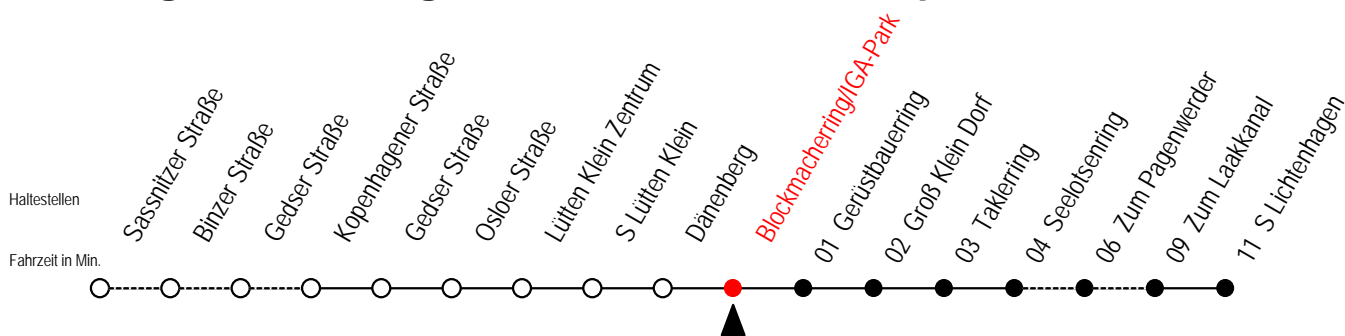 Sassnitzer Straße
Binzer Straße
Gedser Straße
Kopenhagener Straße
Gedser Straße
Osloer Straße
Lütten Klein Zentrum
S Lütten Klein
Dänenberg
Blockmacherring/IGA-Park
01 Gerüstbauerring
02 Groß Klein Dorf
03 Taklerring
04 Seelotsenring
06 Zum Pagenwerder
09 Zum Laakkanal
11 S Lichtenhagen
Haltestellen
Fahrzeit in Min.